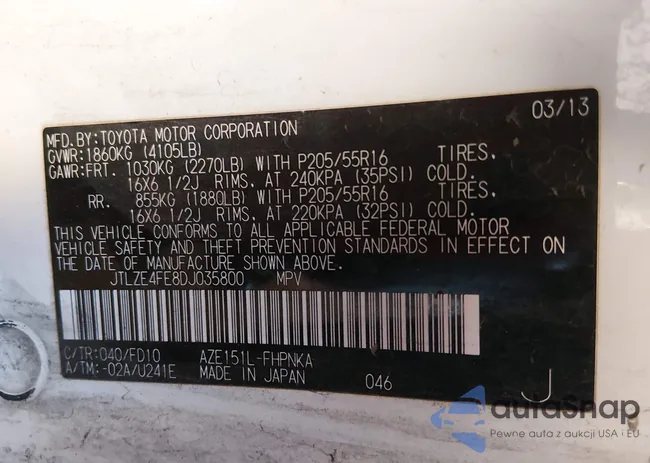 03/13
MFD.BY:TOYOTA MOTOR CORPORATION
GVWR:1860KG (4105LB)
GAWR:FRT. 1030KG (2270LB) WITH P205/55R16 TIRES,
16X6 1/2J RIMS, AT 240KPA (35PSI) COLD.
RR. 855KG (1880LB) WITH P205/55R16 TIRES,
16X6 1/2J RIMS, AT 220KPA (32PSI) COLD.
THIS VEHICLE CONFORMS TO ALL APPLICABLE FEDERAL MOTOR
VEHICLE SAFETY AND THEFT PREVENTION STANDARDS IN EFFECT ON
THE DATE OF MANUFACTURE SHOWN ABOVE.
JTLZE4FE8DJ035800 MPV
C/TR:040/FD10 AZE151L-FHPNKA
A/TM:-02A/U241E MADE IN JAPAN 046 J
autasnap
Pewne auta z aukcji USA i EU